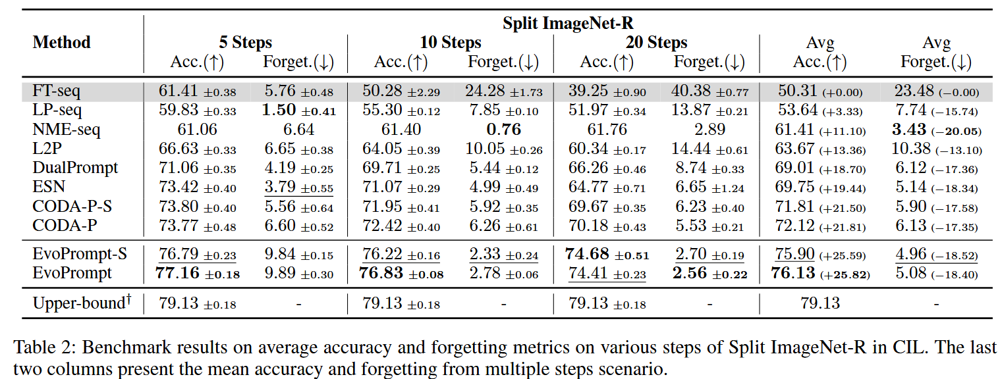 Split ImageNet-R
Method 5 Steps 10 Steps 20 Steps Avg Avg
Acc.(↑) Forget.(↓) Acc.(↑) Forget.(↓) Acc.(↑) Forget.(↓) Acc.(↑) Forget.(↓)
FT-seq 61.41 ±0.38 5.76 ±0.48 50.28 ±2.29 24.28 ±1.73 39.25 ±0.90 40.38 ±0.77 50.31 (+0.00) 23.48 (−0.00)
LP-seq 59.83 ±0.33 1.50 ±0.41 55.30 ±0.12 7.85 ±0.10 51.97 ±0.34 13.87 ±0.21 53.64 (+3.33) 7.74 (−15.74)
NME-seq 61.06 6.64 61.40 0.76 61.76 2.89 61.41 (+11.10) 3.43 (−20.05)
L2P 66.63 ±0.33 6.65 ±0.38 64.05 ±0.39 10.05 ±0.26 60.34 ±0.17 14.44 ±0.61 63.67 (+13.36) 10.38 (−13.10)
DualPrompt 71.06 ±0.35 4.19 ±0.25 69.71 ±0.25 5.44 ±0.12 66.26 ±0.46 8.74 ±0.33 69.01 (+18.70) 6.12 (−17.36)
ESN 73.42 ±0.40 3.79 ±0.55 71.07 ±0.29 4.99 ±0.49 64.77 ±0.71 6.65 ±1.24 69.75 (+19.44) 5.14 (−18.34)
CODA-P-S 73.80 ±0.40 5.56 ±0.64 71.95 ±0.41 5.92 ±0.35 69.67 ±0.35 6.23 ±0.40 71.81 (+21.50) 5.90 (−17.58)
CODA-P 73.77 ±0.48 6.60 ±0.52 72.42 ±0.40 6.26 ±0.61 70.18 ±0.43 5.53 ±0.21 72.12 (+21.81) 6.13 (−17.35)
EvoPrompt-S 76.79 ±0.23 9.84 ±0.15 76.22 ±0.16 2.33 ±0.24 74.68 ±0.51 2.70 ±0.19 75.90 (+25.59) 4.96 (−18.52)
EvoPrompt 77.16 ±0.18 9.89 ±0.30 76.83 ±0.08 2.78 ±0.06 74.41 ±0.23 2.56 ±0.22 76.13 (+25.82) 5.08 (−18.40)
Upper-bound† 79.13 ±0.18 - 79.13 ±0.18 - 79.13 ±0.18 - 79.13 -
Table 2: Benchmark results on average accuracy and forgetting metrics on various steps of Split ImageNet-R in CIL. The last
two columns present the mean accuracy and forgetting from multiple steps scenario.